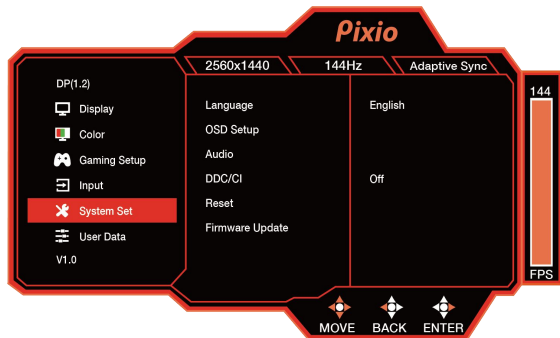 Pixio
2560x1440 144Hz Adaptive Sync
DP(1.2)
Display
Color
Gaming Setup
Input
System Set
User Data
V1.0
Language English
OSD Setup
Audio
DDC/CI Off
Reset
Firmware Update
144
FPS
MOVE BACK ENTER